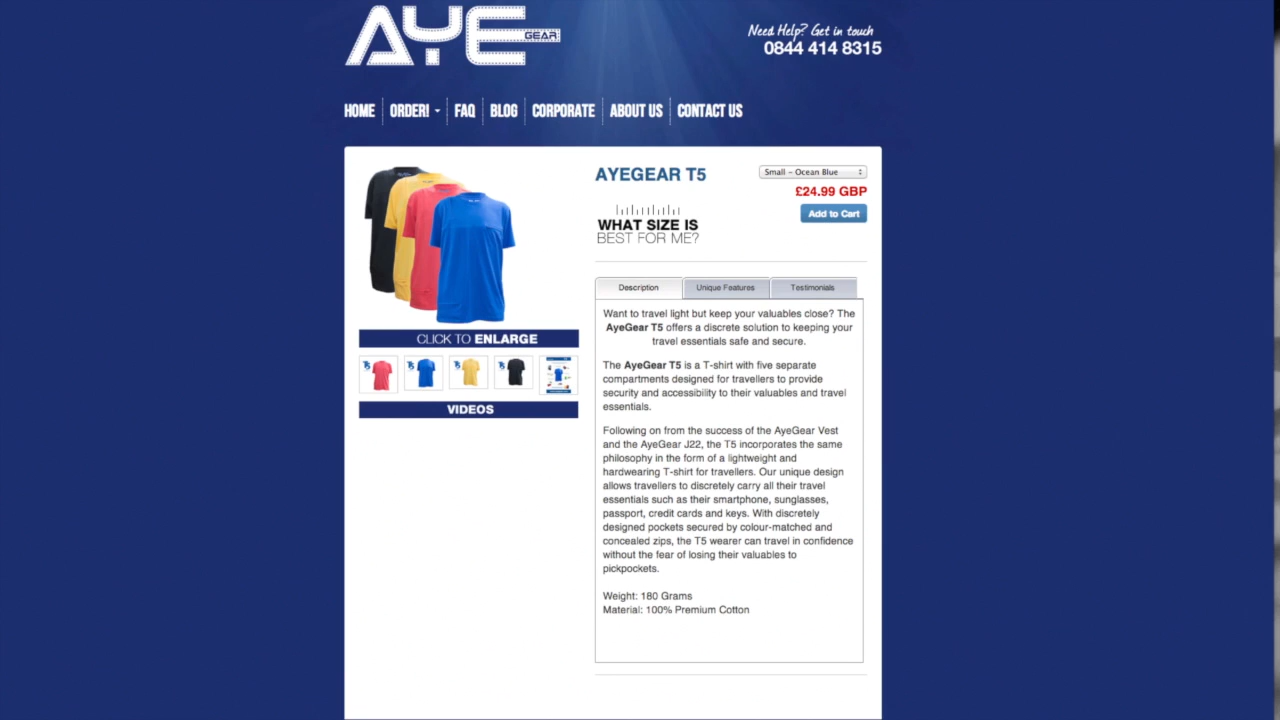 AYE GEAR
Need Help? Get in touch
0844 414 8315
HOME ORDER! FAQ BLOG CORPORATE ABOUT US CONTACT US
AYEGEAR T5
Small - Ocean Blue
£24.99 GBP
Add to Cart
WHAT SIZE IS
BEST FOR ME?
CLICK TO ENLARGE
T5 T5 T5 T5
VIDEOS
Description Unique Features Testimonials
Want to travel light but keep your valuables close? The
AyeGear T5 offers a discrete solution to keeping your
travel essentials safe and secure.
The AyeGear T5 is a T-shirt with five separate
compartments designed for travellers to provide
security and accessibility to their valuables and travel
essentials.
Following on from the success of the AyeGear Vest
and the AyeGear J22, the T5 incorporates the same
philosophy in the form of a lightweight and
hardwearing T-shirt for travellers. Our unique design
allows travellers to discretely carry all their travel
essentials such as their smartphone, sunglasses,
passport, credit cards and keys. With discretely
designed pockets secured by colour-matched and
concealed zips, the T5 wearer can travel in confidence
without the fear of losing their valuables to
pickpockets.
Weight: 180 Grams
Material: 100% Premium Cotton